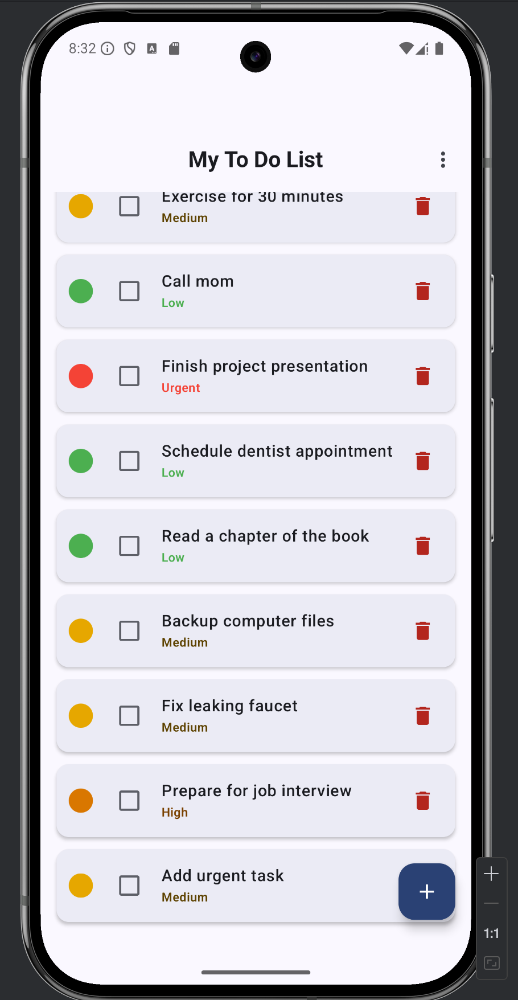 8:32
My To Do List
Exercise for 30 minutes
Medium
Call mom
Low
Finish project presentation
Urgent
Schedule dentist appointment
Low
Read a chapter of the book
Low
Backup computer files
Medium
Fix leaking faucet
Medium
Prepare for job interview
High
Add urgent task
Medium
+
1:1